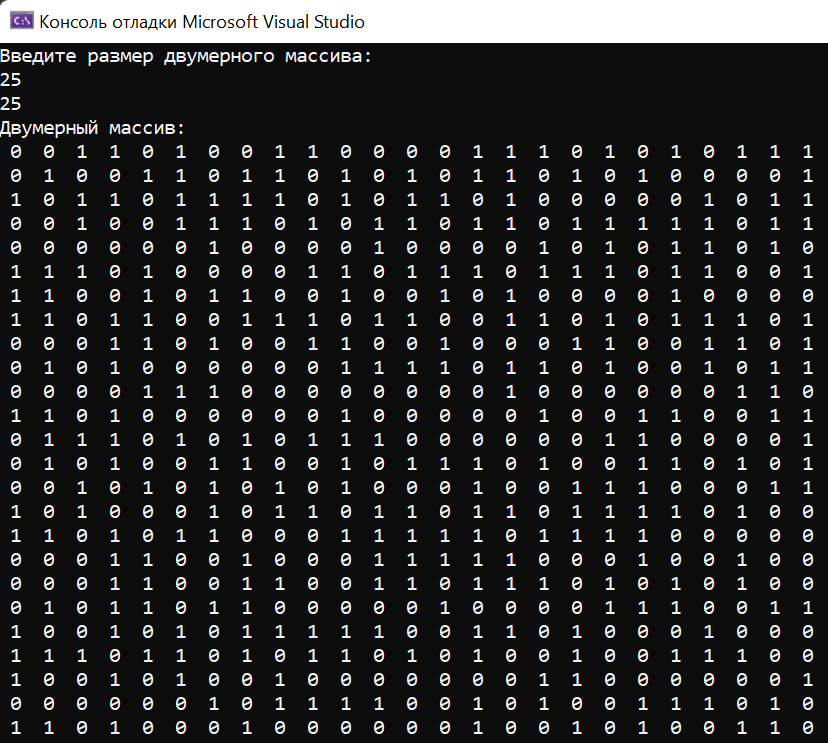 Консоль отладки Microsoft Visual Studio
Введите размер двумерного массива:
25
25
Двумерный массив:
0 0 1 1 0 1 0 0 1 1 0 0 0 0 1 1 1 0 1 0 1 0 1 1 1
0 1 0 0 1 1 0 1 1 0 1 0 1 0 1 1 0 1 0 1 0 0 0 0 1
1 0 1 1 0 1 1 1 1 0 1 0 1 1 0 1 0 0 0 0 0 1 0 1 1
0 0 1 0 0 1 1 1 0 1 0 1 1 0 1 1 0 1 1 1 1 1 0 1 1
0 0 0 0 0 0 1 0 0 0 0 1 0 0 0 0 1 0 1 0 1 1 0 1 0
1 1 1 0 1 0 0 0 0 1 1 0 1 1 1 0 1 1 1 0 1 1 0 0 1
1 1 0 0 1 0 1 1 0 0 1 0 0 1 0 1 0 0 0 0 1 0 0 0 0
1 1 0 1 1 0 0 1 1 1 0 1 1 0 0 1 1 0 1 0 1 1 1 0 1
0 0 0 1 1 0 1 0 0 1 1 0 0 1 0 0 0 1 1 0 0 1 1 0 1
0 1 0 1 0 0 0 0 0 0 1 1 1 1 0 1 1 0 1 0 0 1 0 1 1
0 0 0 0 1 1 1 0 0 0 0 0 0 0 0 1 0 0 0 0 0 0 1 1 0
1 1 0 1 0 0 0 0 0 0 1 0 0 0 0 0 1 0 0 1 1 0 0 1 1
0 1 1 1 0 1 0 1 0 1 1 1 0 0 0 0 0 0 1 1 0 0 0 0 1
0 1 0 1 0 0 1 1 0 0 1 0 1 1 1 0 1 0 0 1 1 0 1 0 1
0 0 1 0 1 0 1 0 1 0 1 0 0 0 1 0 0 1 1 1 0 0 0 1 1
1 0 1 0 0 0 1 0 1 1 0 1 1 0 1 1 0 1 1 1 1 0 1 0 0
1 1 0 1 0 1 1 0 0 0 1 1 1 1 1 0 1 1 1 1 0 0 0 0 0
0 0 0 1 1 0 0 1 0 0 0 1 1 1 1 1 0 0 0 1 0 0 1 0 0
0 0 0 1 1 0 0 1 1 0 0 1 1 0 1 1 1 0 1 0 1 0 1 0 0
0 1 0 1 1 0 1 1 0 0 0 0 0 1 0 0 0 0 1 1 1 0 0 1 1
1 0 0 1 0 1 0 1 1 1 1 1 0 0 1 1 0 1 0 0 0 1 0 0 0
1 1 1 0 1 1 0 1 0 1 1 0 1 0 1 0 0 1 0 0 1 1 1 0 0
1 0 0 1 0 1 0 0 1 0 0 0 0 0 0 0 1 1 0 0 0 0 0 0 1
0 0 0 0 0 0 1 0 1 1 1 1 0 0 1 0 1 0 0 1 1 1 0 1 0
1 1 0 1 0 0 0 1 0 0 0 0 0 0 1 0 0 1 0 1 0 0 1 1 0